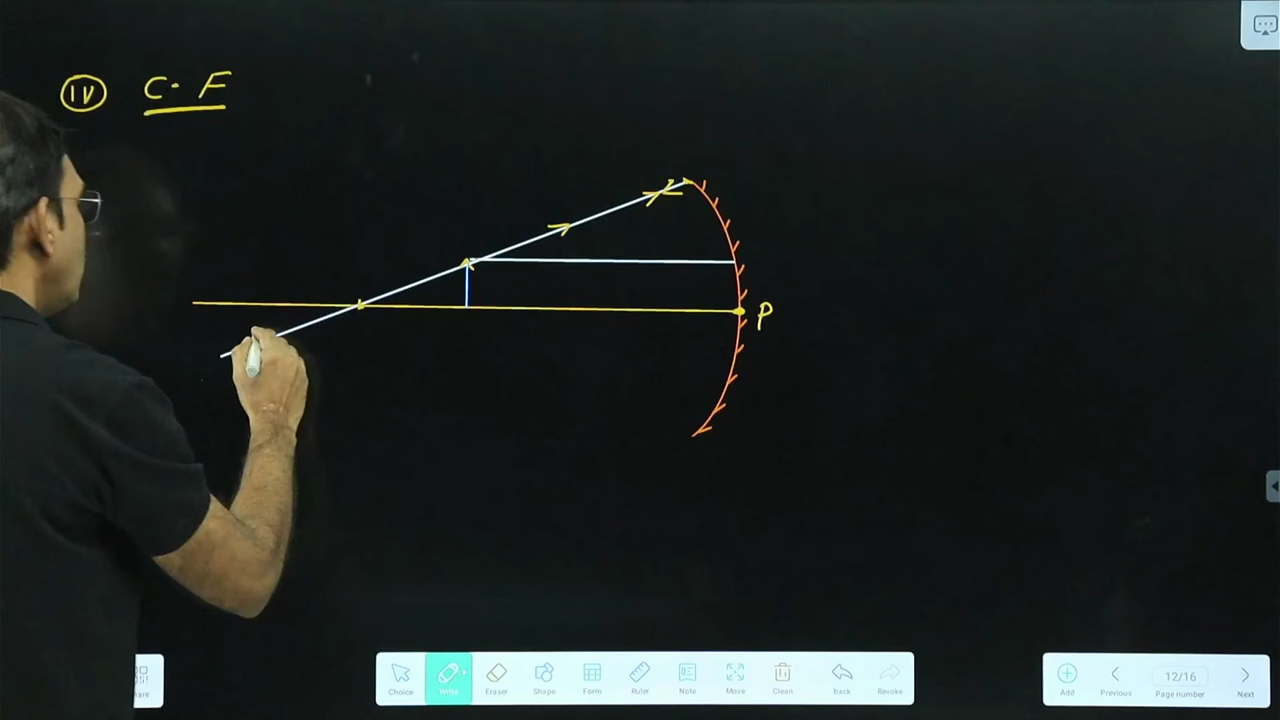 IV C. F
P
Choice Write Eraser Shape Form Ruler Note Move Clean back Revoke
Add Previous 12/16 Page number Next